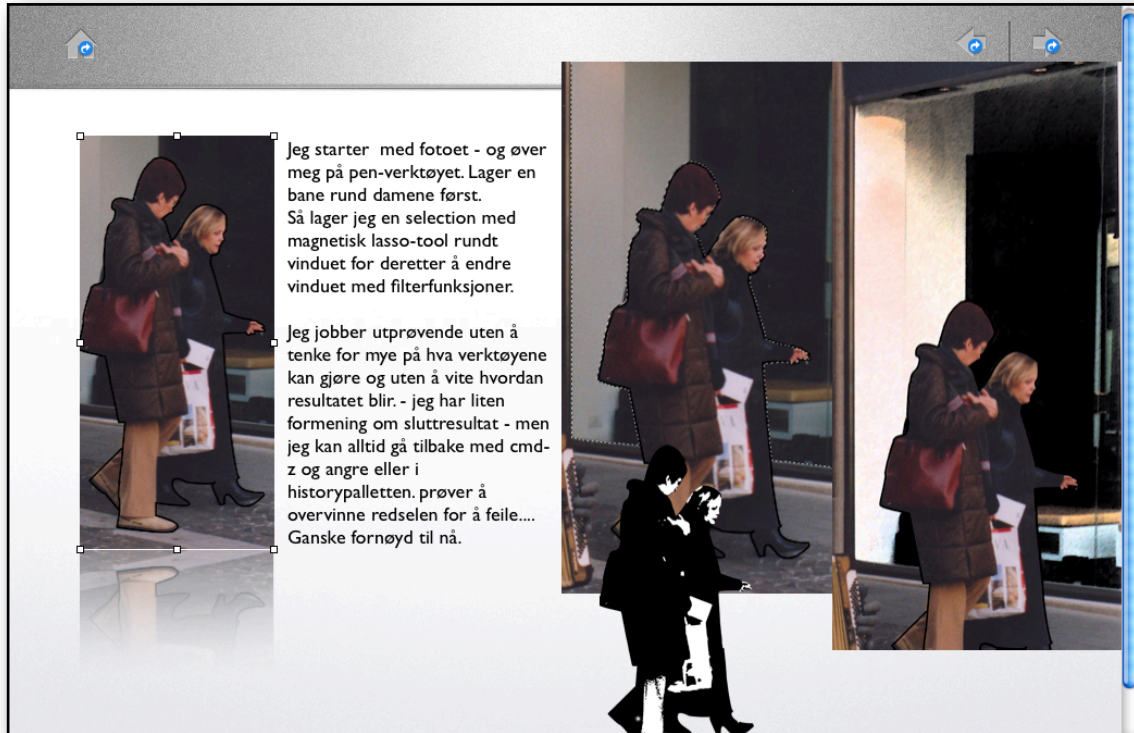 Jeg starter  med fotoet - og øver
meg på pen-verktøyet. Lager en
bane rund damene først.
Så lager jeg en selection med
magnetisk lasso-tool rundt
vinduet for deretter å endre
vinduet med filterfunksjoner.
Jeg jobber utprøvende uten å
tenke for mye på hva verktøyene
kan gjøre og uten å vite hvordan
resultatet blir. - jeg har liten
formening om sluttresultat - men
jeg kan alltid gå tilbake med cmd-
z og angre eller i
historypalletten. prøver å
overvinne redselen for å feile....
Ganske fornøyd til nå.